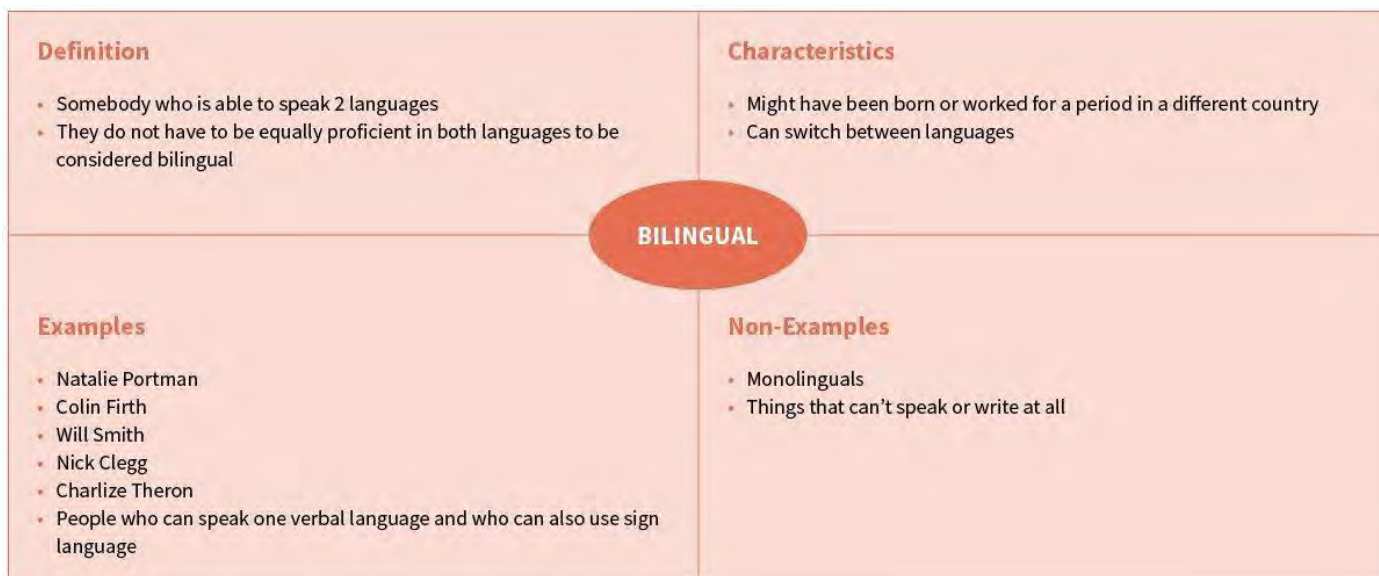 Definition
• Somebody who is able to speak 2 languages
• They do not have to be equally proficient in both languages to be
considered bilingual
Characteristics
• Might have been born or worked for a period in a different country
• Can switch between languages
BILINGUAL
Examples
• Natalie Portman
• Colin Firth
• Will Smith
• Nick Clegg
• Charlize Theron
• People who can speak one verbal language and who can also use sign
language
Non-Examples
• Monolinguals
• Things that can’t speak or write at all